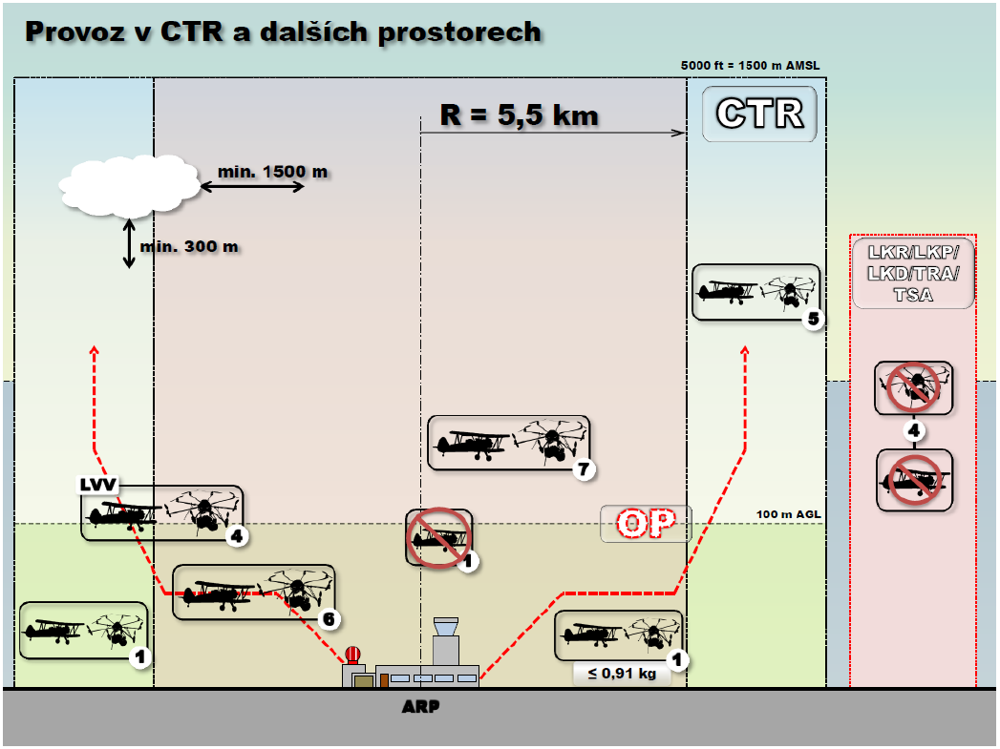 Provoz v CTR a dalších prostorech
5000 ft = 1500 m AMSL
R = 5,5 km
CTR
min. 1500 m
min. 300 m
LKR/LKP/
LKD/TRA/
TSA
5
4
7
LVV
4
OP
100 m AGL
1
6
1
1
≤ 0,91 kg
ARP